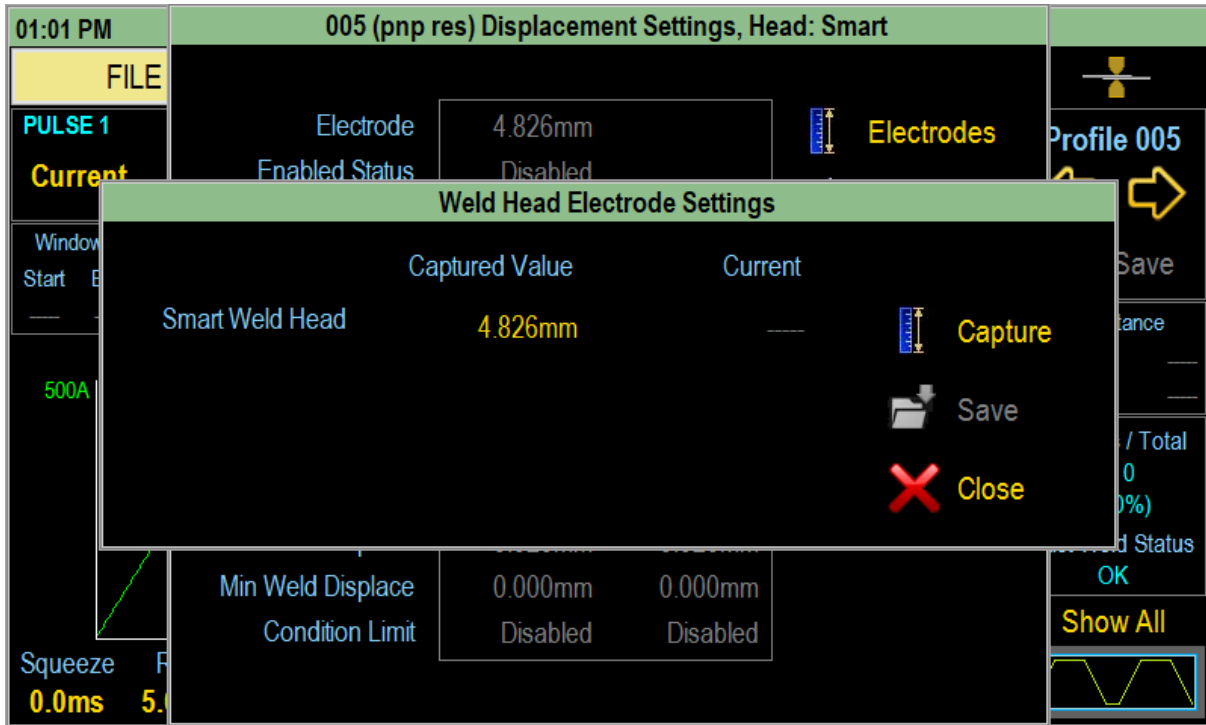 01:01 PM
005 (pnp res) Displacement Settings, Head: Smart
FILE
PULSE 1
Current
Electrode 4.826mm
Electrodes
Enabled Status Disabled
Profile 005
Weld Head Electrode Settings
Window
Start
Save
Captured Value Current
Smart Weld Head 4.826mm -----
Capture
Save
Close
500A
/ Total
0
0%)
Weld Status
OK
Min Weld Displace 0.000mm 0.000mm
Condition Limit Disabled Disabled
Show All
Squeeze
0.0ms